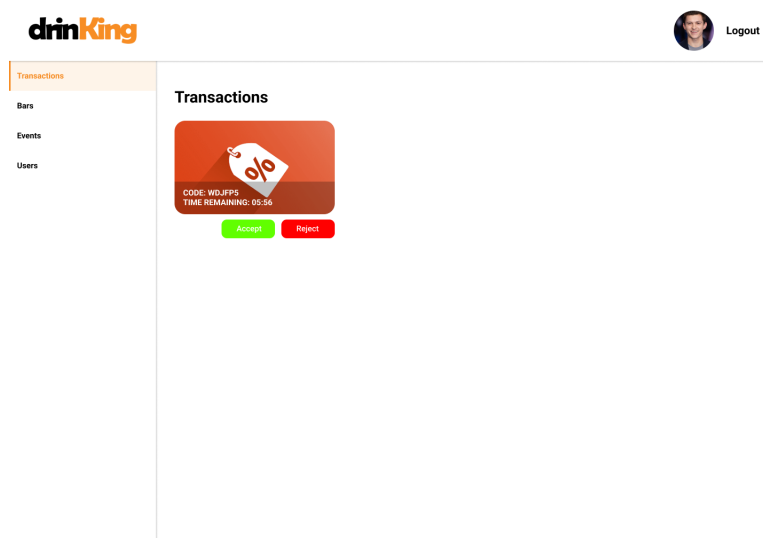 drinKing
Logout
Transactions
Bars
Events
Users
Transactions
%
CODE: WDJFP5
TIME REMAINING: 05:56
Accept
Reject